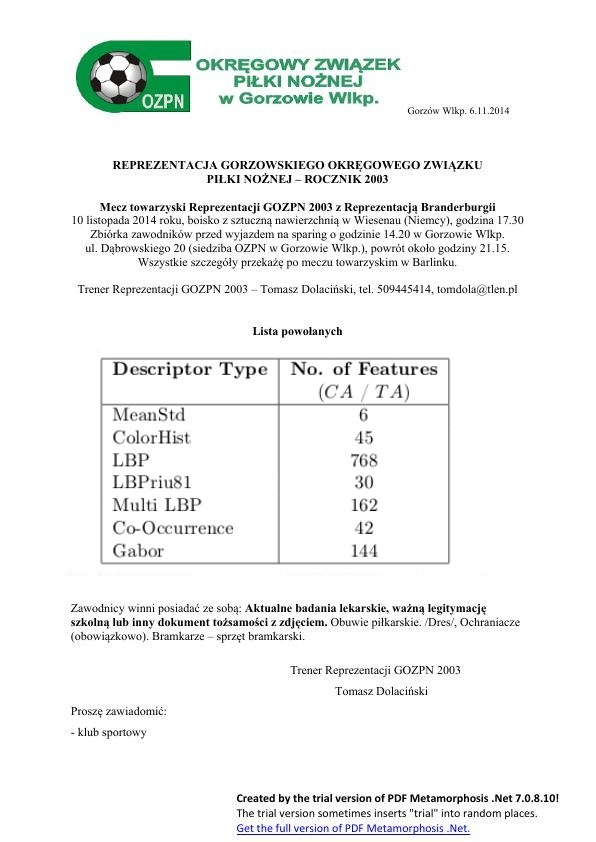 OZPN
OKRĘGOWY ZWIĄZEK
PIŁKI NOŻNEJ
w Gorzowie Wlkp.
Gorzów Wlkp. 6.11.2014
REPREZENTACJA GORZOWSKIEGO OKRĘGOWEGO ZWIĄZKU
PIŁKI NOŻNEJ – ROCZNIK 2003
Mecz towarzyski Reprezentacji GOZPN 2003 z Reprezentacją Branderburgii
10 listopada 2014 roku, boisko z sztuczną nawierzchnią w Wiesenau (Niemcy), godzina 17.30
Zbiórka zawodników przed wyjazdem na sparing o godzinie 14.20 w Gorzowie Wlkp.
ul. Dąbrowskiego 20 (siedziba OZPN w Gorzowie Wlkp.), powrót około godziny 21.15.
Wszystkie szczegóły przekażę po meczu towarzyskim w Barlinku.
Trener Reprezentacji GOZPN 2003 – Tomasz Dolaciński, tel. 509445414, tomdola@tlen.pl
Lista powołanych
Descriptor Type No. of Features
(CA / TA)
MeanStd 6
ColorHist 45
LBP 768
LBPriu81 30
Multi LBP 162
Co-Occurrence 42
Gabor 144
Zawodnicy winni posiadać ze sobą: Aktualne badania lekarskie, ważną legitymację
szkolną lub inny dokument tożsamości z zdjęciem. Obuwie piłkarskie. /Dres/, Ochraniacze
(obowiązkowo). Bramkarze – sprzęt bramkarski.
Trener Reprezentacji GOZPN 2003
Tomasz Dolaciński
Proszę zawiadomić:
- klub sportowy
Created by the trial version of PDF Metamorphosis .Net 7.0.8.10!
The trial version sometimes inserts "trial" into random places.
Get the full version of PDF Metamorphosis .Net.